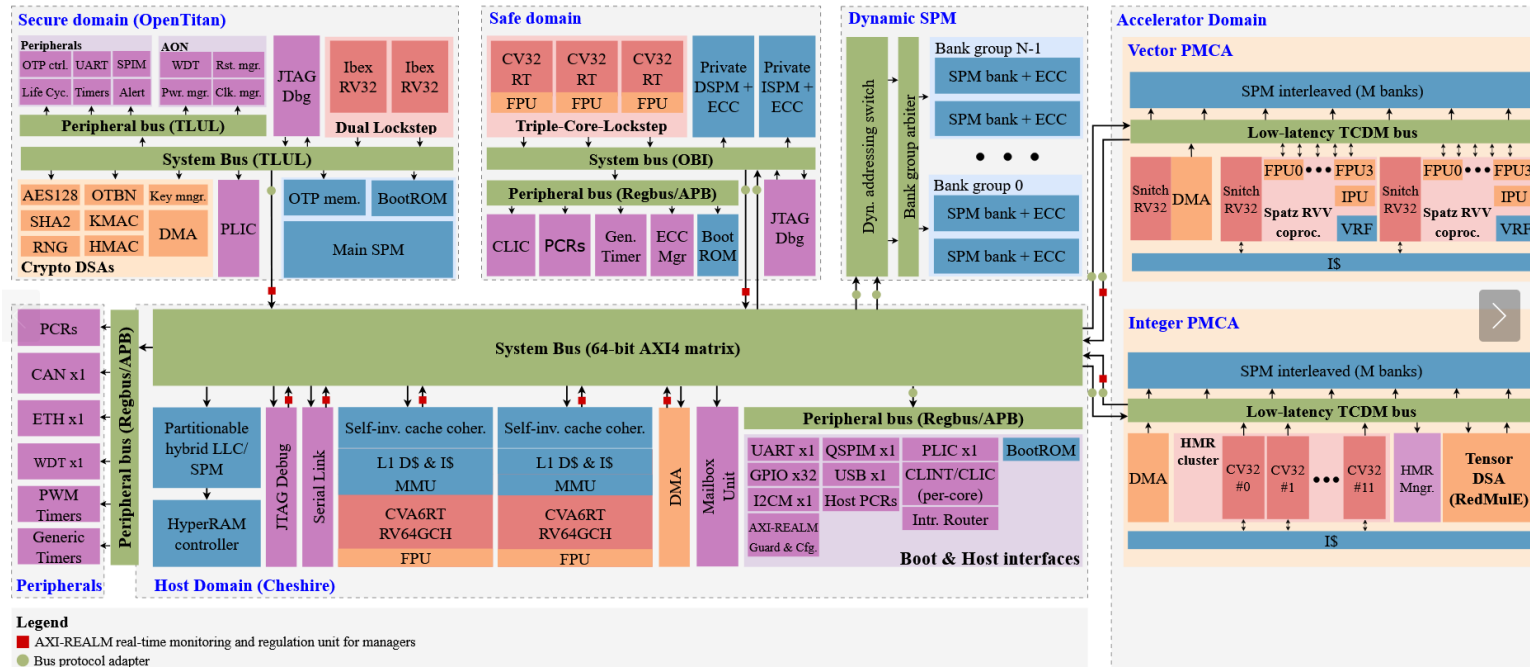 Secure domain (OpenTitan)
Peripherals
OTP ctrl.
UART
SPIM
Life Cyc.
Timers
Alert
AON
WDT
Rst. mgr.
Pwr. mgr.
Clk. mgr.
JTAG
Dbg
Ibex
RV32
Ibex
RV32
Dual Lockstep
Peripheral bus (TLUL)
System Bus (TLUL)
AES128
OTBN
Key mngr.
SHA2
KMAC
DMA
RNG
HMAC
Crypto DSAs
PLIC
OTP mem.
BootROM
Main SPM
Safe domain
CV32
RT
FPU
CV32
RT
FPU
CV32
RT
FPU
Triple-Core-Lockstep
Private
DSPM +
ECC
Private
ISPM +
ECC
System bus (OBI)
Peripheral bus (Regbus/APB)
CLIC
PCRs
Gen.
Timer
ECC
Mgr
Boot
ROM
JTAG
Dbg
Dynamic SPM
Dyn. addressing switch
Bank group arbiter
Bank group N-1
SPM bank + ECC
SPM bank + ECC
Bank group 0
SPM bank + ECC
SPM bank + ECC
Accelerator Domain
Vector PMCA
SPM interleaved (M banks)
Low-latency TCDM bus
Snitch
RV32
DMA
Snitch
RV32
FPU0
FPU3
IPU
Spatz RVV
coproc.
VRF
Snitch
RV32
FPU0
FPU3
IPU
Spatz RVV
coproc.
VRF
I$
Integer PMCA
SPM interleaved (M banks)
Low-latency TCDM bus
DMA
HMR
cluster
CV32
#0
CV32
#1
CV32
#11
HMR
Mngr.
Tensor
DSA
(RedMulE)
I$
PCRs
CAN x1
ETH x1
WDT x1
PWM
Timers
Generic
Timers
Peripherals
Peripheral bus (Regbus/APB)
System Bus (64-bit AXI4 matrix)
Partitionable
hybrid LLC/
SPM
HyperRAM
controller
JTAG Debug
Serial Link
Self-inv. cache coher.
L1 D$ & I$
MMU
CVA6RT
RV64GCH
FPU
Self-inv. cache coher.
L1 D$ & I$
MMU
CVA6RT
RV64GCH
FPU
DMA
Mailbox
Unit
Peripheral bus (Regbus/APB)
UART x1
QSPIM x1
PLIC x1
BootROM
GPIO x32
USB x1
CLINT/CLIC
(per-core)
I2CM x1
Host PCRs
Intr. Router
AXI-REALM
Guard & Cfg.
Boot & Host interfaces
Host Domain (Cheshire)
Legend
AXI-REALM real-time monitoring and regulation unit for managers
Bus protocol adapter